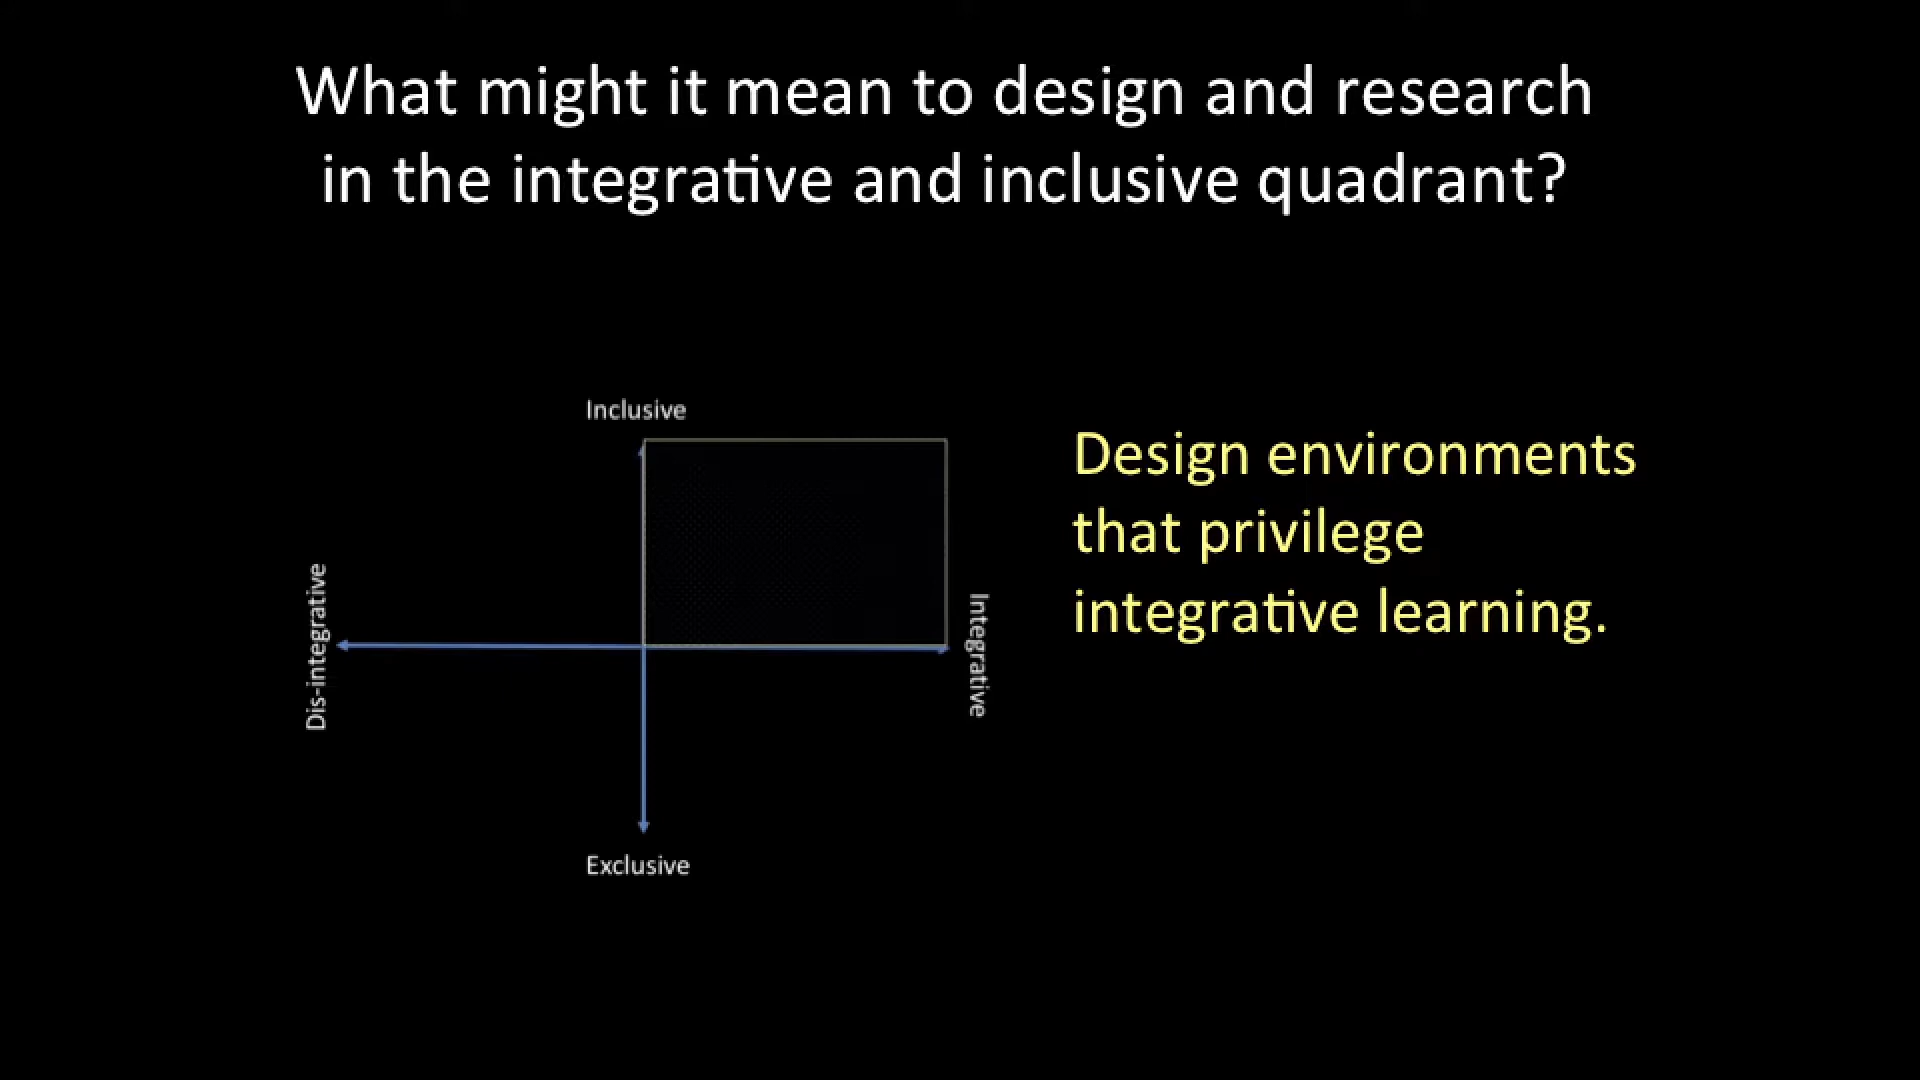 What might it mean to design and research
in the integrative and inclusive quadrant?
Inclusive
Design environments
that privilege
integrative learning.
Dis-integrative
Integrative
Exclusive